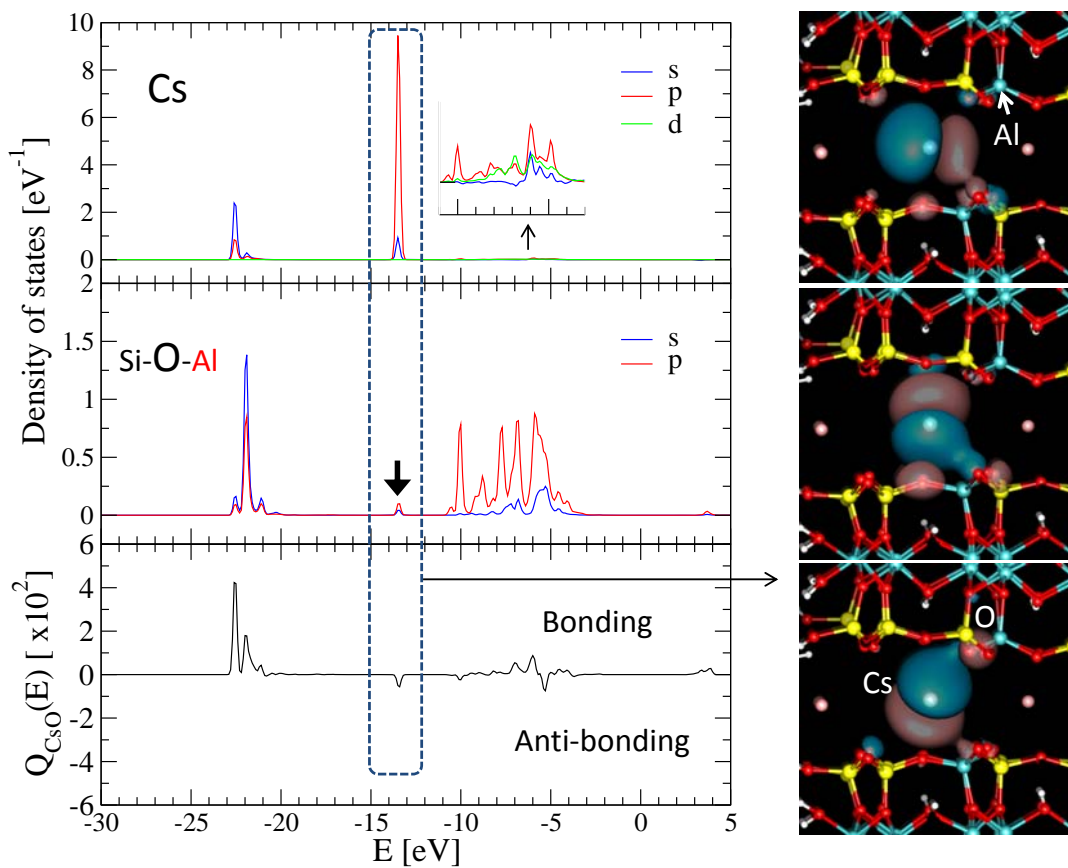 Density of states [eV⁻¹]
10
8
6
4
2
0
Cs
s
p
d
2
1.5
1
0.5
0
Si-O-Al
s
p
Q_CsO(E) [ x10²]
6
4
2
0
-2
-4
-6
Bonding
Anti-bonding
-30 -25 -20 -15 -10 -5 0 5
E [eV]
Al
O
Cs